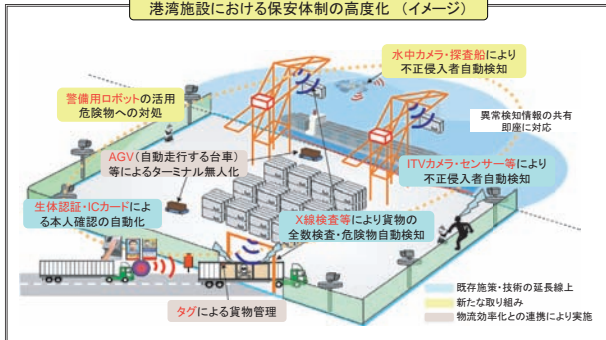 港湾施設における保安体制の高度化 （イメージ）
水中カメラ・探査船により
不正侵入者自動検知
警備用ロボットの活用
危険物への対処
異常検知情報の共有
即座に対応
AGV（自動走行する台車）
等によるターミナル無人化
ITVカメラ・センサー等により
不正侵入者自動検知
生体認証・ICカードによ
る本人確認の自動化
X線検査等により貨物の
全数検査・危険物自動検知
タグによる貨物管理
既存施策・技術の延長線上
新たな取り組み
物流効率化との連携により実施